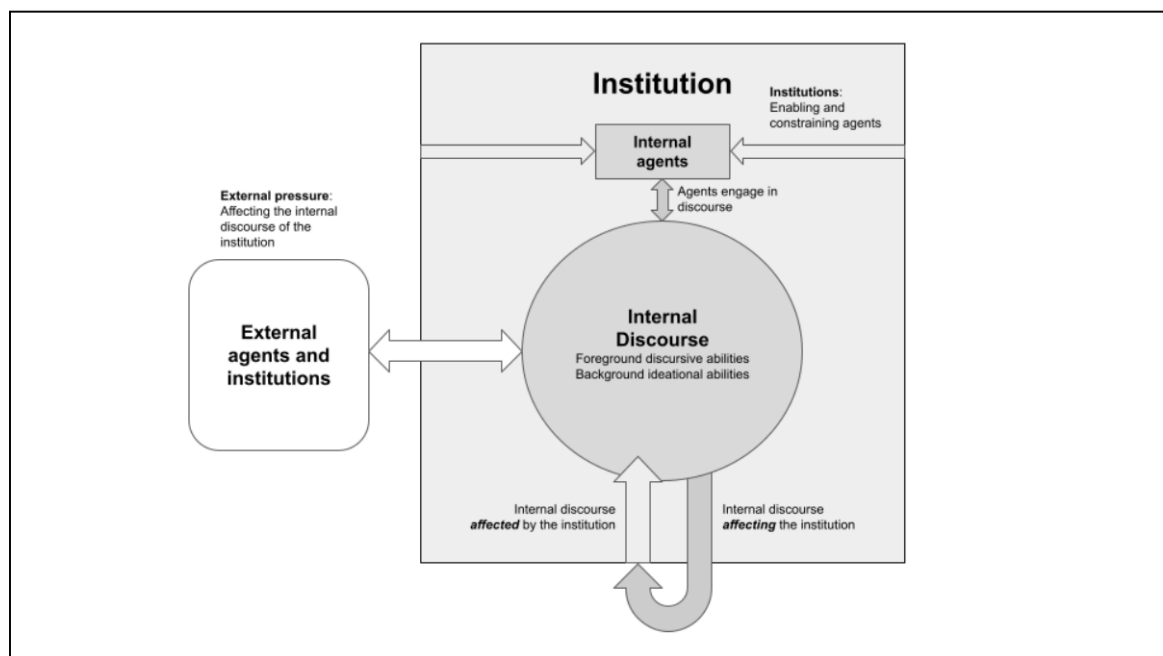 Institution
Institutions:
Enabling and
constraining agents
Internal
agents
Agents engage in
discourse
External pressure:
Affecting the internal
discourse of the
institution
External
agents and
institutions
Internal
Discourse
Foreground discursive abilities
Background ideational abilities
Internal discourse
affected by the institution
Internal discourse
affecting the institution